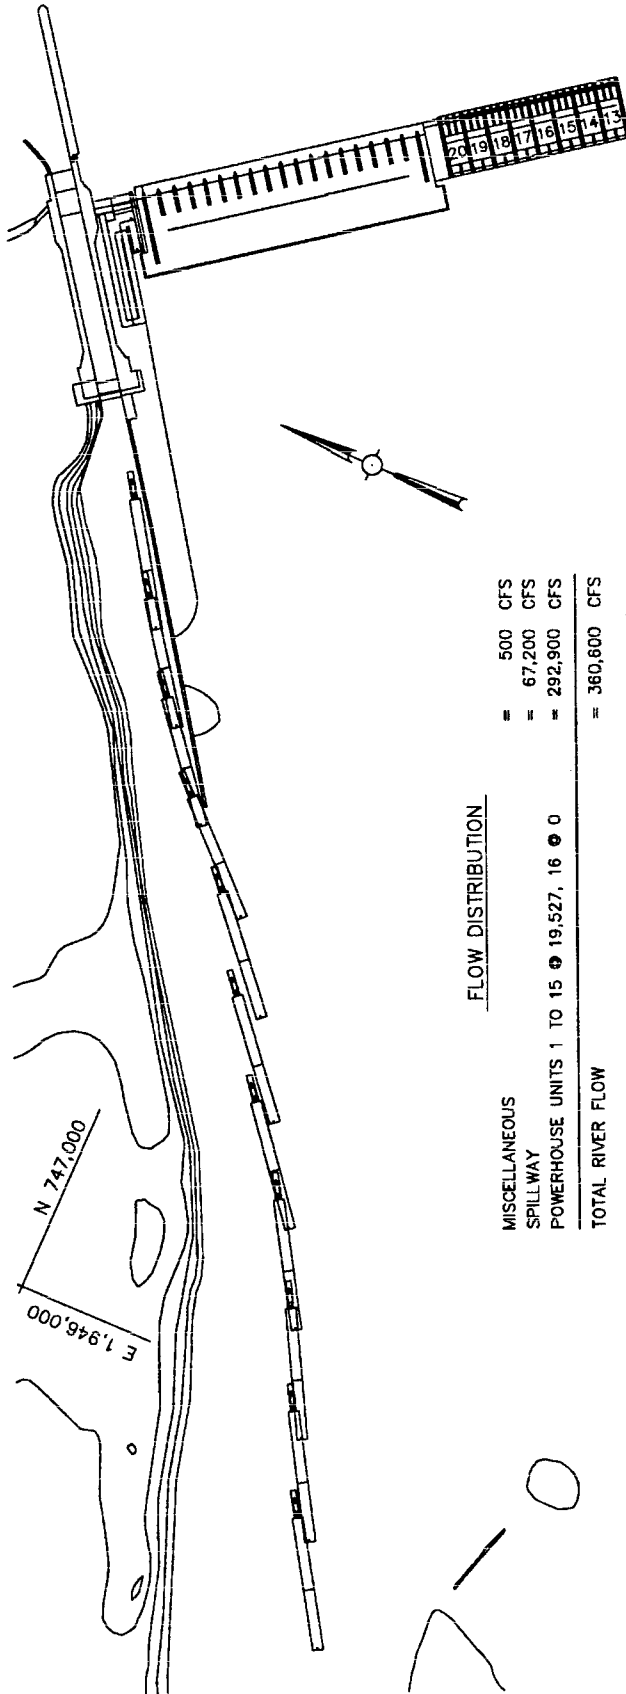 20 19 18 17 16 15 14 13
FLOW DISTRIBUTION
MISCELLANEOUS = 500 CFS
SPILLWAY = 67,200 CFS
POWERHOUSE UNITS 1 TO 15 @ 19,527, 16 @ 0 = 292,900 CFS
TOTAL RIVER FLOW = 360,600 CFS
N 747,000
E 1,946,000